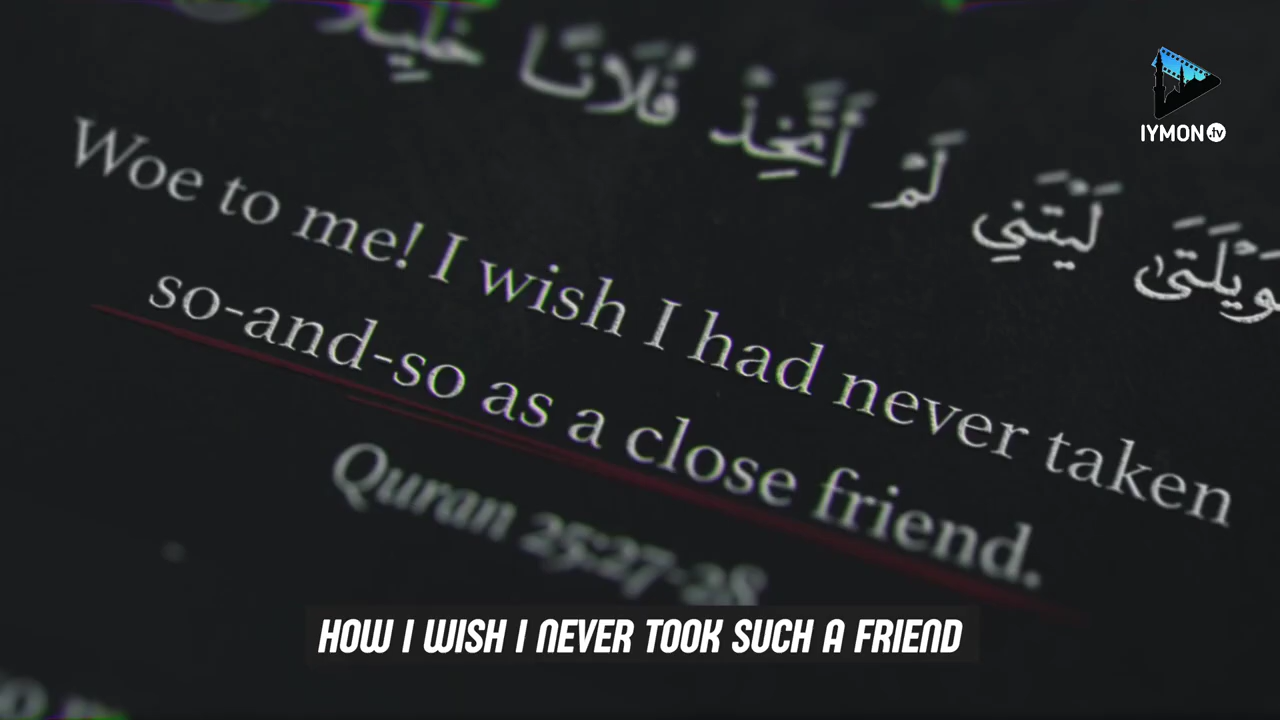 يَٰوَيْلَتَىٰ لَيْتَنِي لَمْ أَتَّخِذْ فُلَانًا خَلِيلًا
Woe to me! I wish I had never taken
so-and-so as a close friend.
Quran 25:27-28
IYMON.tv
HOW I WISH I NEVER TOOK SUCH A FRIEND